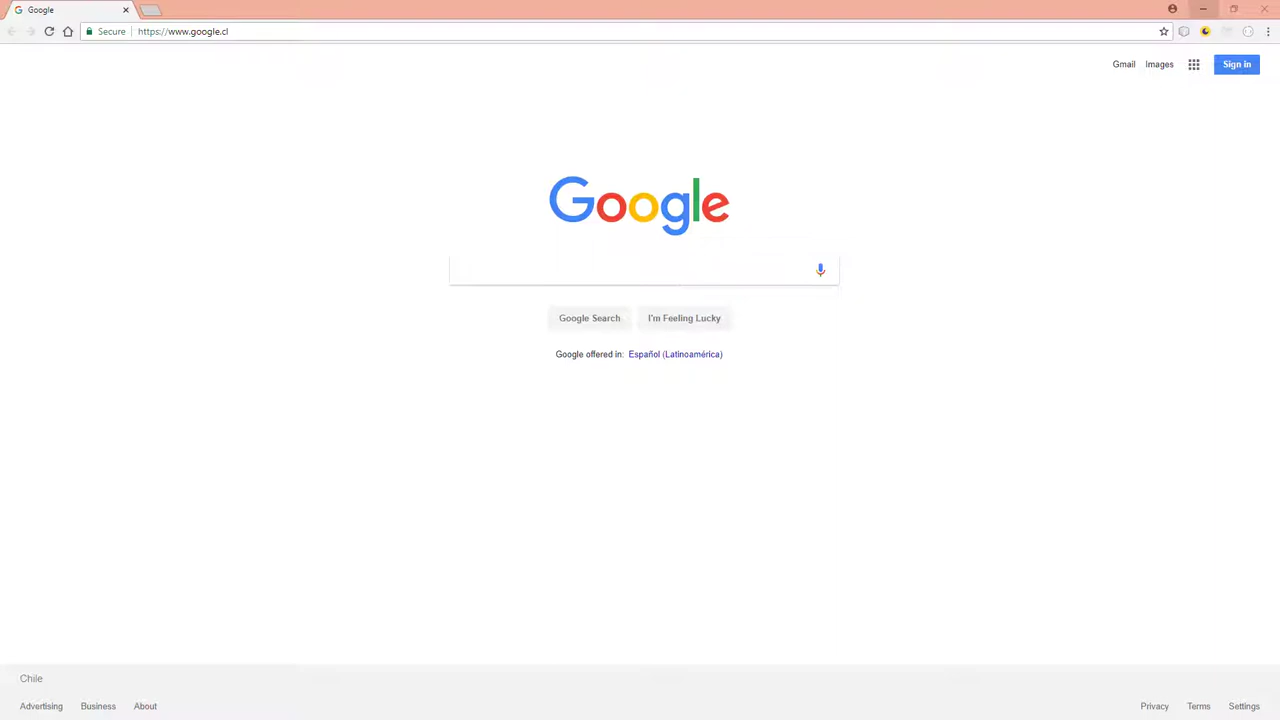 Google
Secure https://www.google.cl
Gmail Images Sign in
Google
Google Search I'm Feeling Lucky
Google offered in: Español (Latinoamérica)
Chile
Advertising Business About Privacy Terms Settings